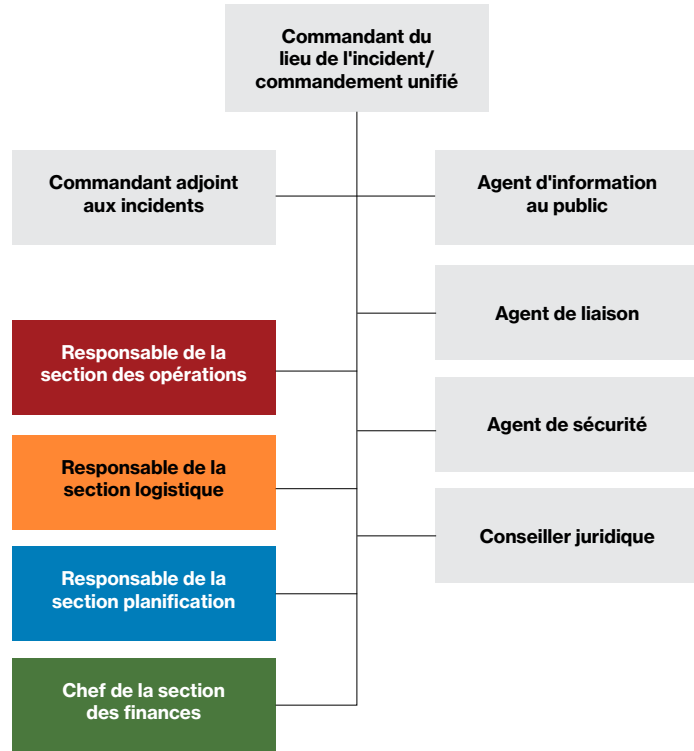 Commandant du
lieu de l'incident/
commandement unifié
Commandant adjoint
aux incidents
Agent d'information
au public
Agent de liaison
Responsable de la
section des opérations
Agent de sécurité
Responsable de la
section logistique
Conseiller juridique
Responsable de la
section planification
Chef de la section
des finances